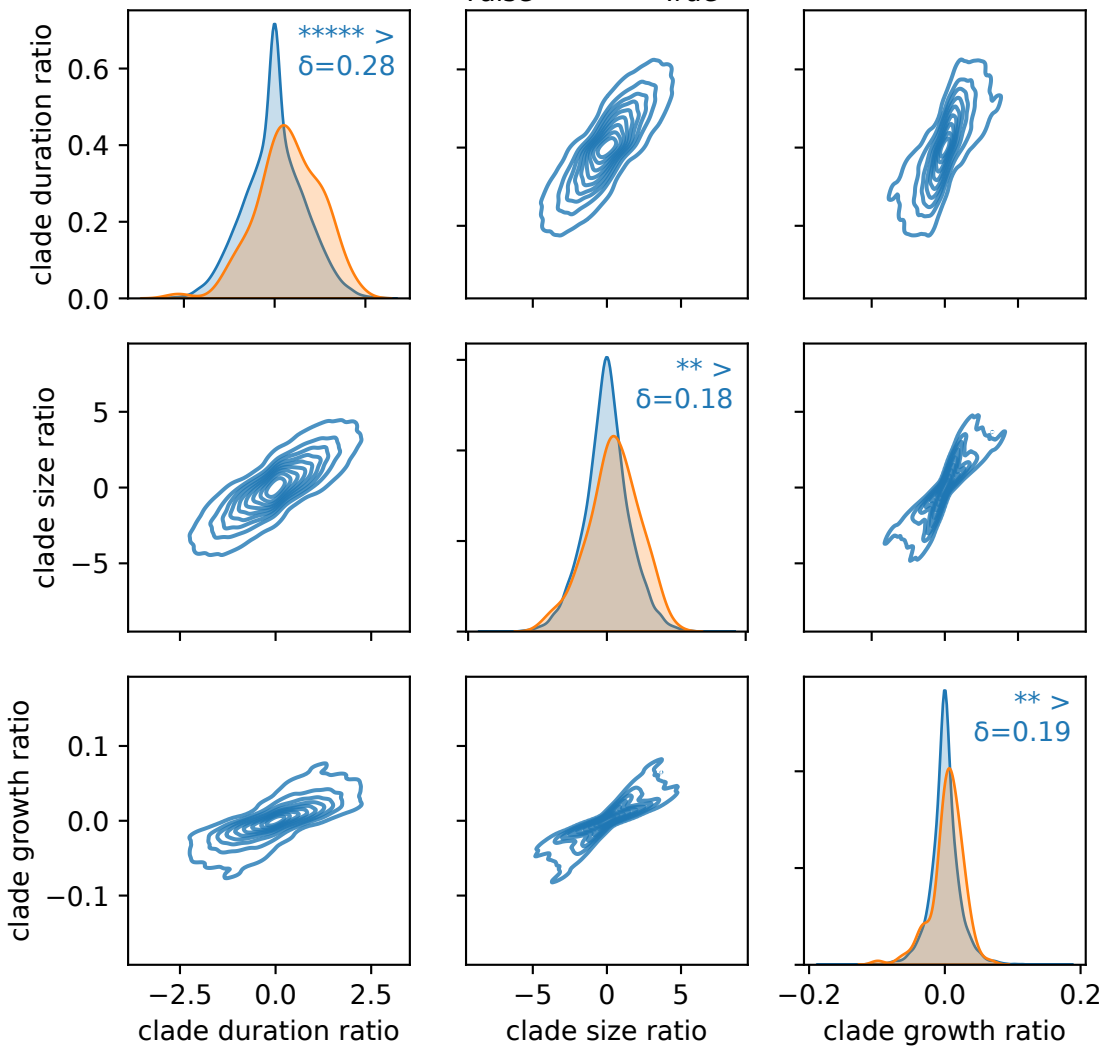 clade duration ratio
0.6
0.4
0.2
0.0
***** >
δ=0.28
clade size ratio
5
0
−5
** >
δ=0.18
clade growth ratio
0.1
0.0
−0.1
** >
δ=0.19
−2.5 0.0 2.5
−5 0 5
−0.2 0.0 0.2
clade duration ratio
clade size ratio
clade growth ratio